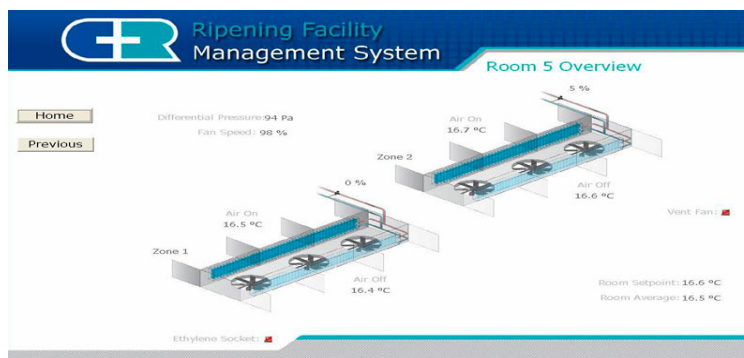 Ripening Facility
Management System
Room 5 Overview
Home
Previous
Differential Pressure:94 Pa
Fan Speed: 98 %
5 %
Air On
16.7 ºC
Zone 2
Air Off
16.6 ºC
Vent Fan:
0 %
Air On
16.5 ºC
Zone 1
Air Off
16.4 ºC
Room Setpoint: 16.6 ºC
Room Average: 16.5 ºC
Ethylene Socket: